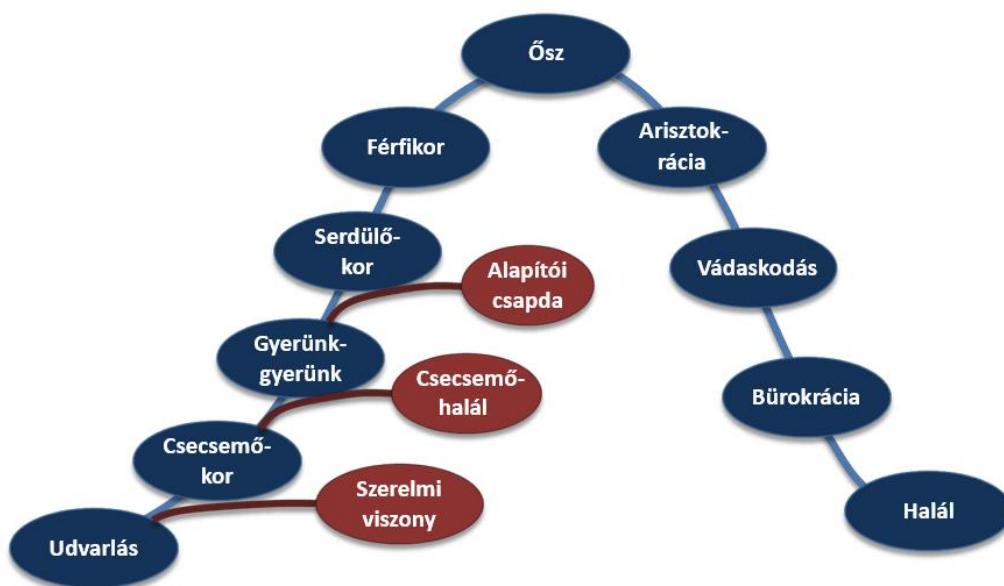 Ősz
Férfikor
Arisztok-
rácia
Serdülő-
kor
Alapítói
csapda
Vádaskodás
Gyerünk-
gyerünk
Csecsemő-
halál
Bürokrácia
Csecsemő-
kor
Szerelmi
viszony
Halál
Udvarlás